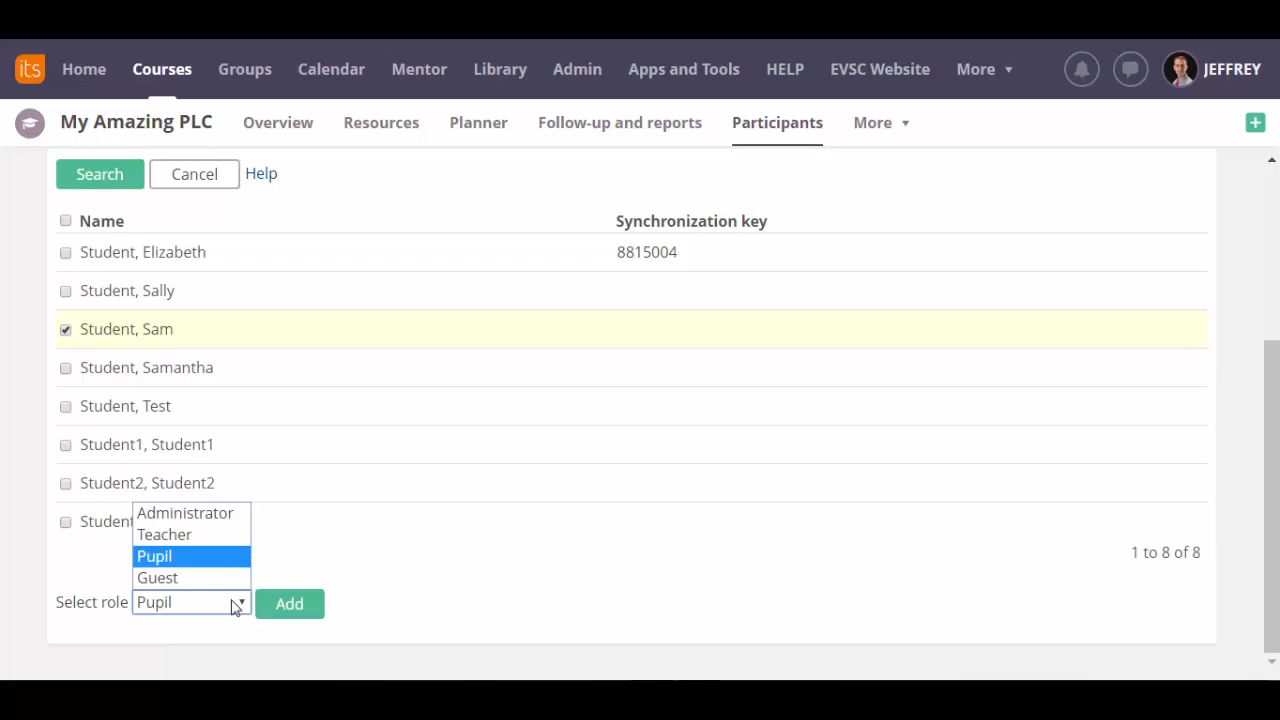 its Home Courses Groups Calendar Mentor Library Admin Apps and Tools HELP EVSC Website More JEFFREY
My Amazing PLC Overview Resources Planner Follow-up and reports Participants More
Search Cancel Help
Name Synchronization key
Student, Elizabeth 8815004
Student, Sally
Student, Sam
Student, Samantha
Student, Test
Student1, Student1
Student2, Student2
Administrator
Student
Teacher
Pupil
1 to 8 of 8
Guest
Select role Pupil Add